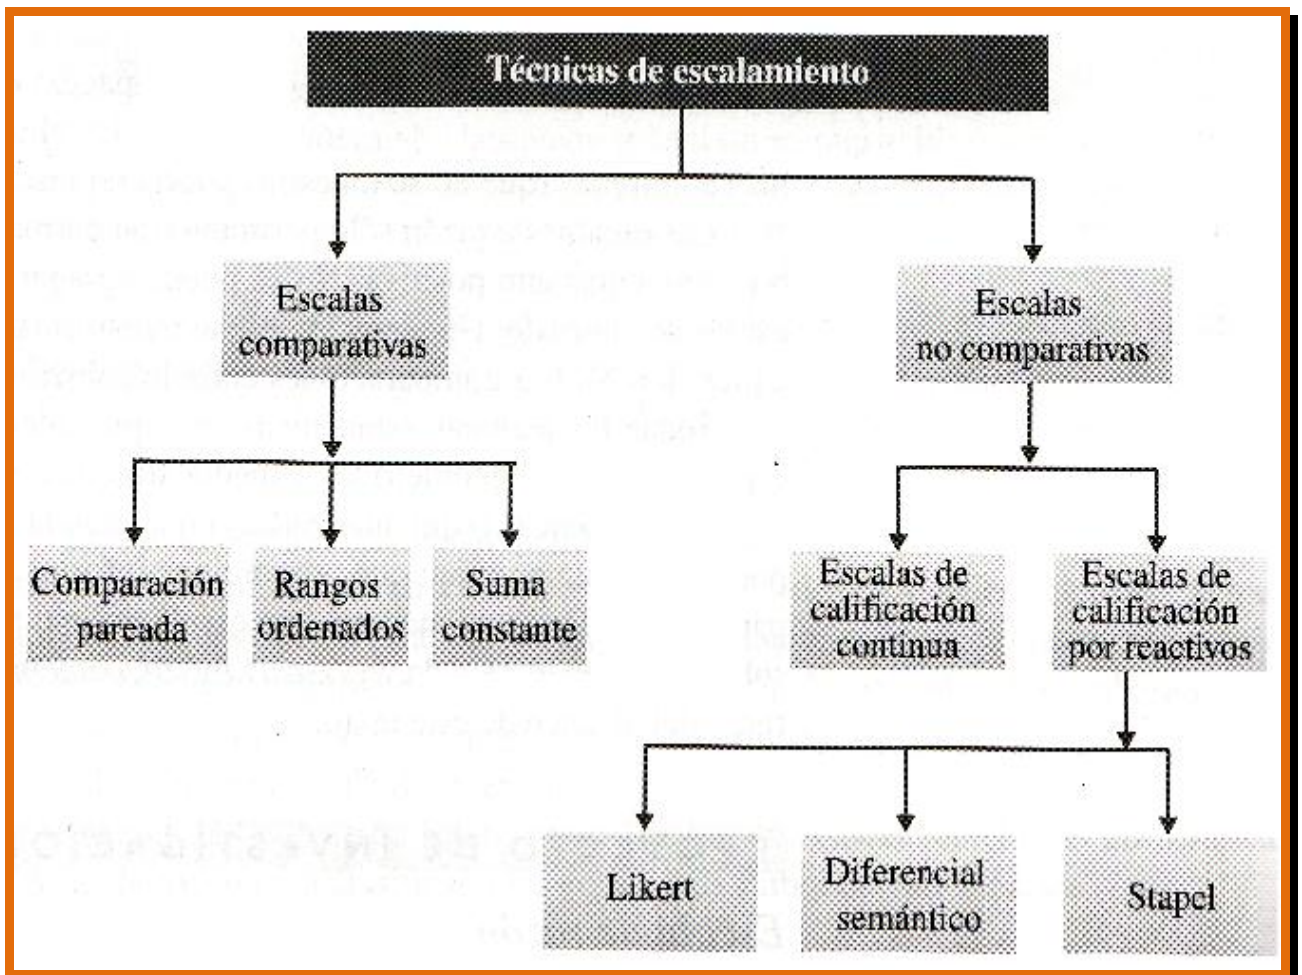 Técnicas de escalamiento
Escalas
comparativas
Escalas
no comparativas
Comparación
pareada
Rangos
ordenados
Suma
constante
Escalas de
calificación
continua
Escalas de
calificación
por reactivos
Likert
Diferencial
semántico
Stapel